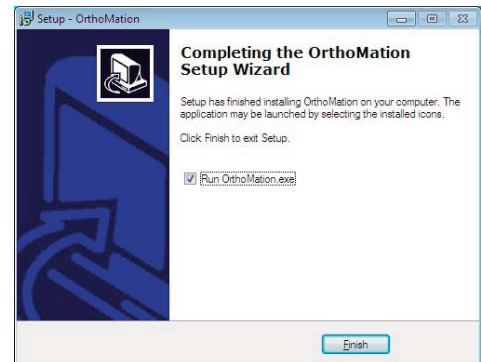 Setup - OrthoMation
Completing the OrthoMation
Setup Wizard
Setup has finished installing OrthoMation on your computer. The
application may be launched by selecting the installed icons.
Click Finish to exit Setup.
Run OrthoMation.exe
Finish